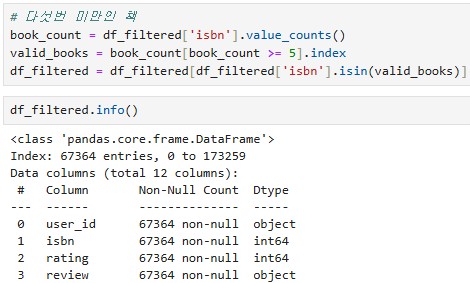 # 다섯번 미만인 책
book_count = df_filtered['isbn'].value_counts()
valid_books = book_count[book_count >= 5].index
df_filtered = df_filtered[df_filtered['isbn'].isin(valid_books)]
df_filtered.info()
<class 'pandas.core.frame.DataFrame'>
Index: 67364 entries, 0 to 173259
Data columns (total 12 columns):
 #   Column       Non-Null Count  Dtype
---  ------       --------------  -----
 0   user_id      67364 non-null  object
 1   isbn         67364 non-null  int64
 2   rating       67364 non-null  int64
 3   review       67364 non-null  object